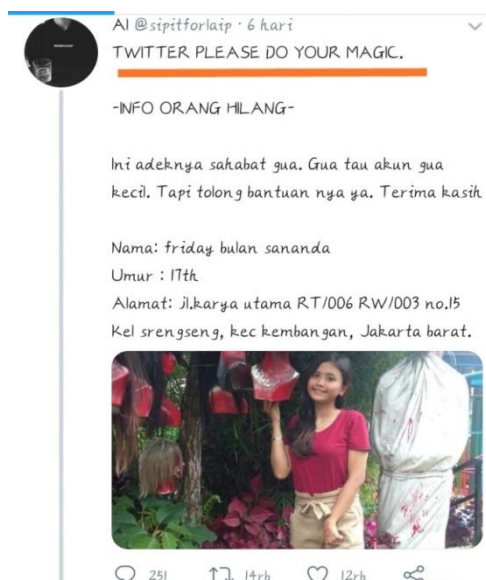 Al @sipitforlaip · 6 hari
TWITTER PLEASE DO YOUR MAGIC.
-INFO ORANG HILANG-
Ini adeknya sahabat gua. Gua tau akun gua
kecil. Tapi tolong bantuan nya ya. Terima kasih
Nama: friday bulan sananda
Umur : 17th
Alamat: jl.karya utama RT/006 RW/003 no.15
Kel srengseng, kec kembangan, Jakarta barat.
251 14rb 12rb